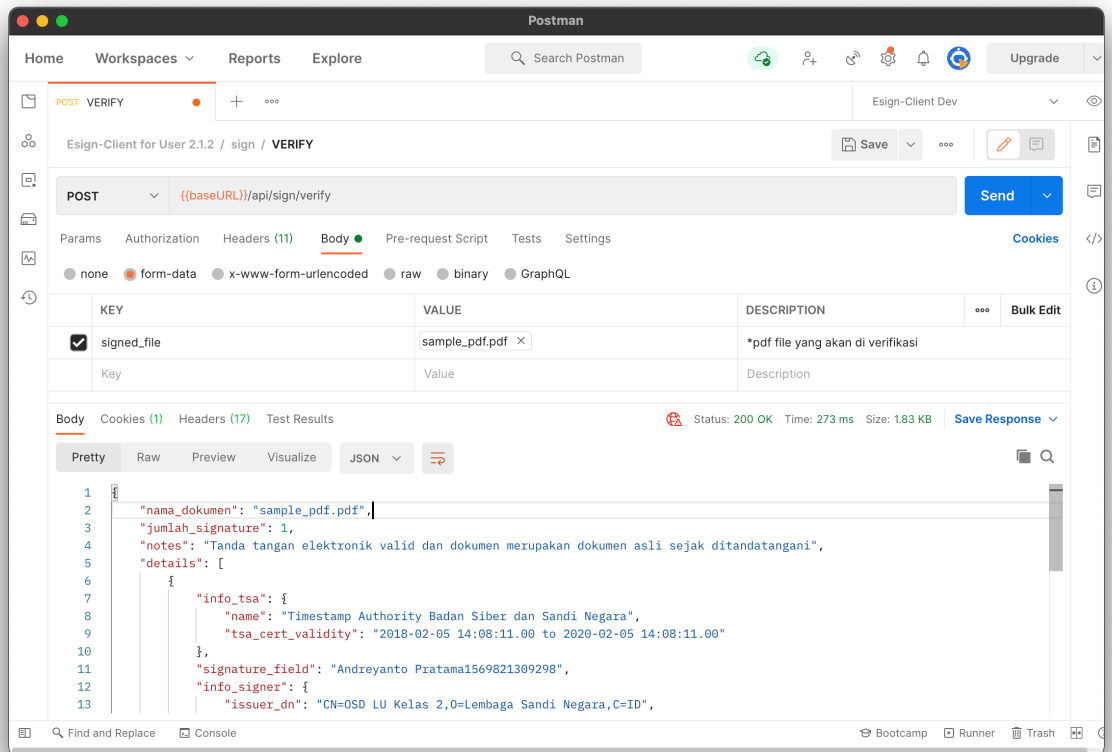 Postman
Home Workspaces Reports Explore Search Postman Upgrade
POST VERIFY Esign-Client Dev
Esign-Client for User 2.1.2 / sign / VERIFY Save
POST {{baseURL}}/api/sign/verify Send
Params Authorization Headers (11) Body Pre-request Script Tests Settings Cookies
none form-data x-www-form-urlencoded raw binary GraphQL
KEY VALUE DESCRIPTION Bulk Edit
signed_file sample_pdf.pdf *pdf file yang akan di verifikasi
Key Value Description
Body Cookies (1) Headers (17) Test Results Status: 200 OK Time: 273 ms Size: 1.83 KB Save Response
Pretty Raw Preview Visualize JSON
1 {
2 "nama_dokumen": "sample_pdf.pdf",
3 "jumlah_signature": 1,
4 "notes": "Tanda tangan elektronik valid dan dokumen merupakan dokumen asli sejak ditandatangani",
5 "details": [
6 {
7 "info_tsa": {
8 "name": "Timestamp Authority Badan Siber dan Sandi Negara",
9 "tsa_cert_validity": "2018-02-05 14:08:11.00 to 2020-02-05 14:08:11.00"
10 },
11 "signature_field": "Andreyanto Pratama1569821309298",
12 "info_signer": {
13 "issuer_dn": "CN=OSD LU Kelas 2,O=Lembaga Sandi Negara,C=ID",
Find and Replace Console Bootcamp Runner Trash